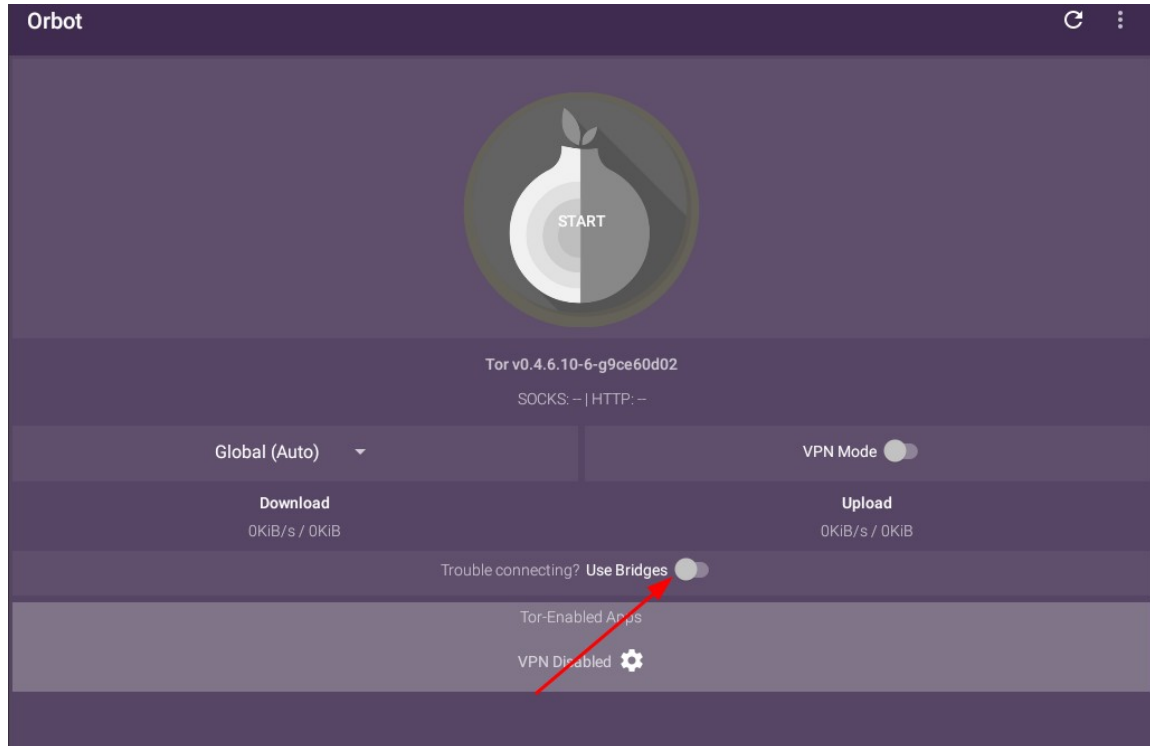 Orbot
START
Tor v0.4.6.10-6-g9ce60d02
SOCKS: -- | HTTP: --
Global (Auto)
VPN Mode
Download
Upload
0KiB/s / 0KiB
0KiB/s / 0KiB
Trouble connecting? Use Bridges
Tor-Enabled Apps
VPN Disabled